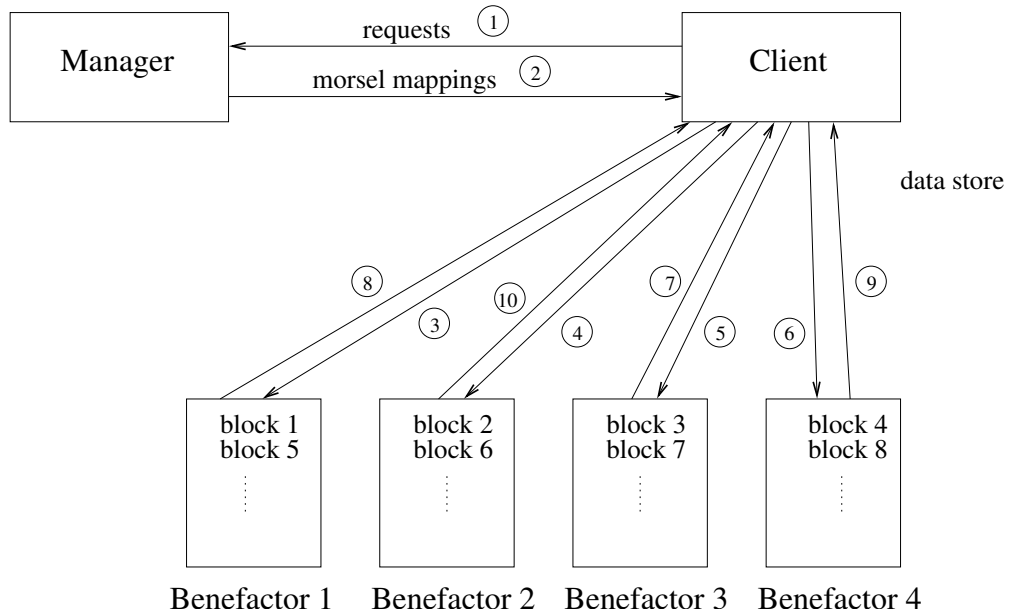 requests 1
Manager
Client
morsel mappings 2
data store
8
7
9
10
3
4
5
6
block 1
block 5
block 2
block 6
block 3
block 7
block 4
block 8
Benefactor 1
Benefactor 2
Benefactor 3
Benefactor 4